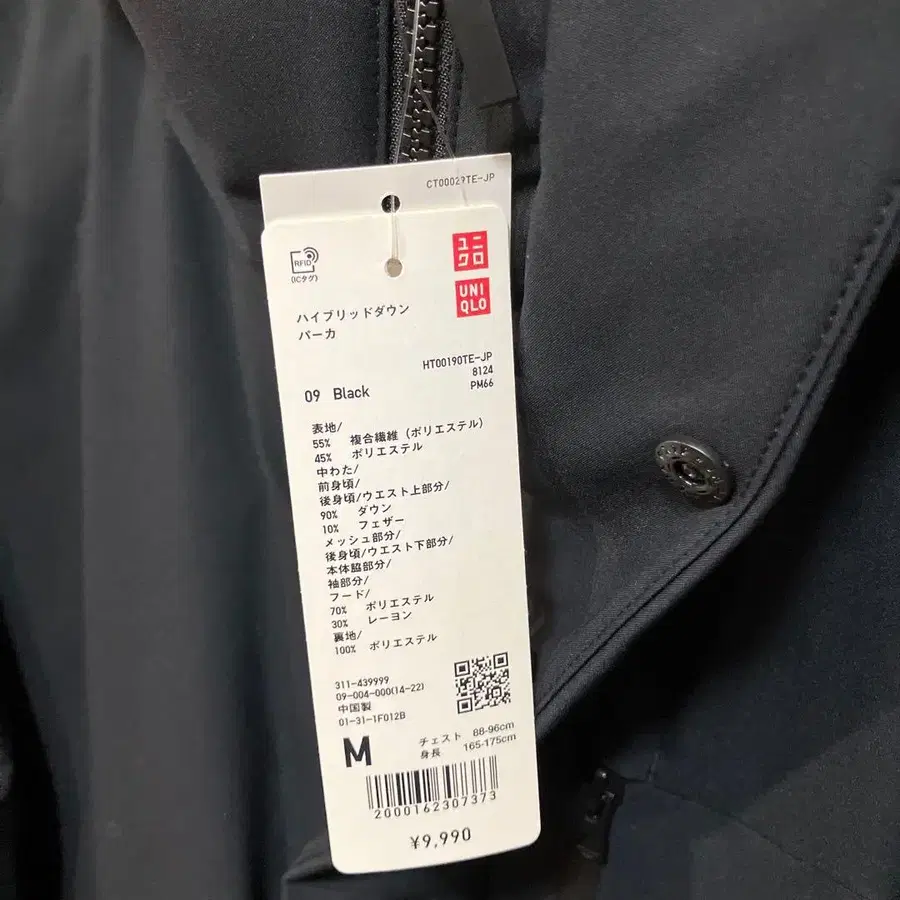 CT00029TE-JP
RFID
(ICタグ)
ユニ
クロ
UNI
QLO
ハイブリッドダウン
パーカ
HT00190TE-JP
8124
PM66
09 Black
表地/
55% 複合繊維 (ポリエステル)
45% ポリエステル
中わた/
前身頃/
後身頃/ウエスト上部分/
90% ダウン
10% フェザー
メッシュ部分/
後身頃/ウエスト下部分/
本体脇部分/
袖部分/
フード/
70% ポリエステル
30% レーヨン
裏地/
100% ポリエステル
311-439999
09-004-000(14-22)
中国製
01-31-1F012B
M
チェスト 88-96cm
身長 165-175cm
2000162307373
¥9,990